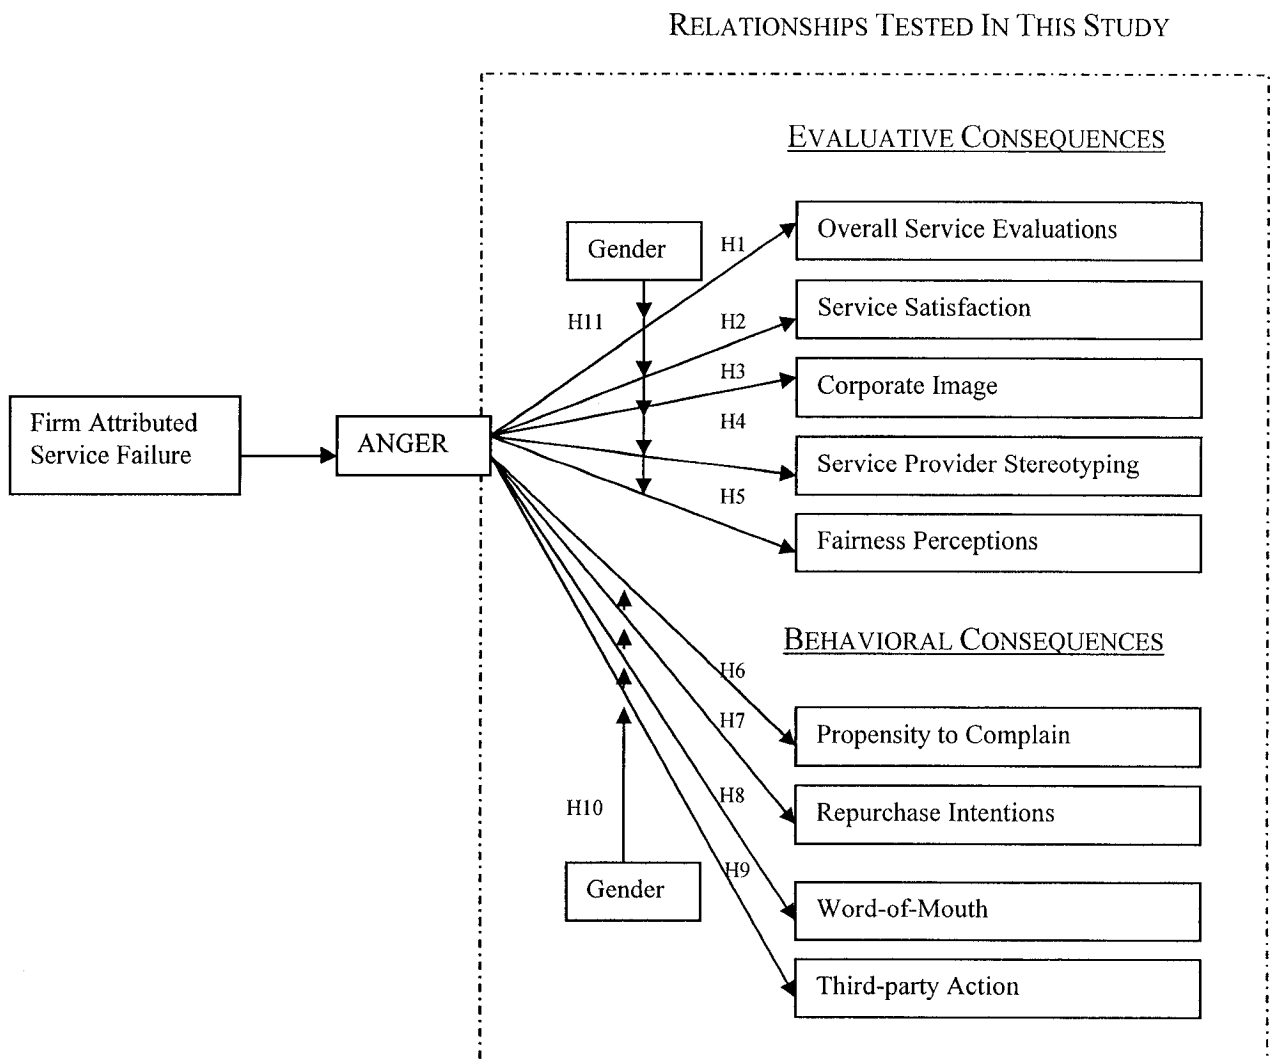 RELATIONSHIPS TESTED IN THIS STUDY
EVALUATIVE CONSEQUENCES
Gender
H11
H1
Overall Service Evaluations
H2
Service Satisfaction
H3
Corporate Image
H4
Service Provider Stereotyping
H5
Fairness Perceptions
Firm Attributed
Service Failure
ANGER
BEHAVIORAL CONSEQUENCES
H6
Propensity to Complain
H7
Repurchase Intentions
H8
Word-of-Mouth
H9
Third-party Action
H10
Gender